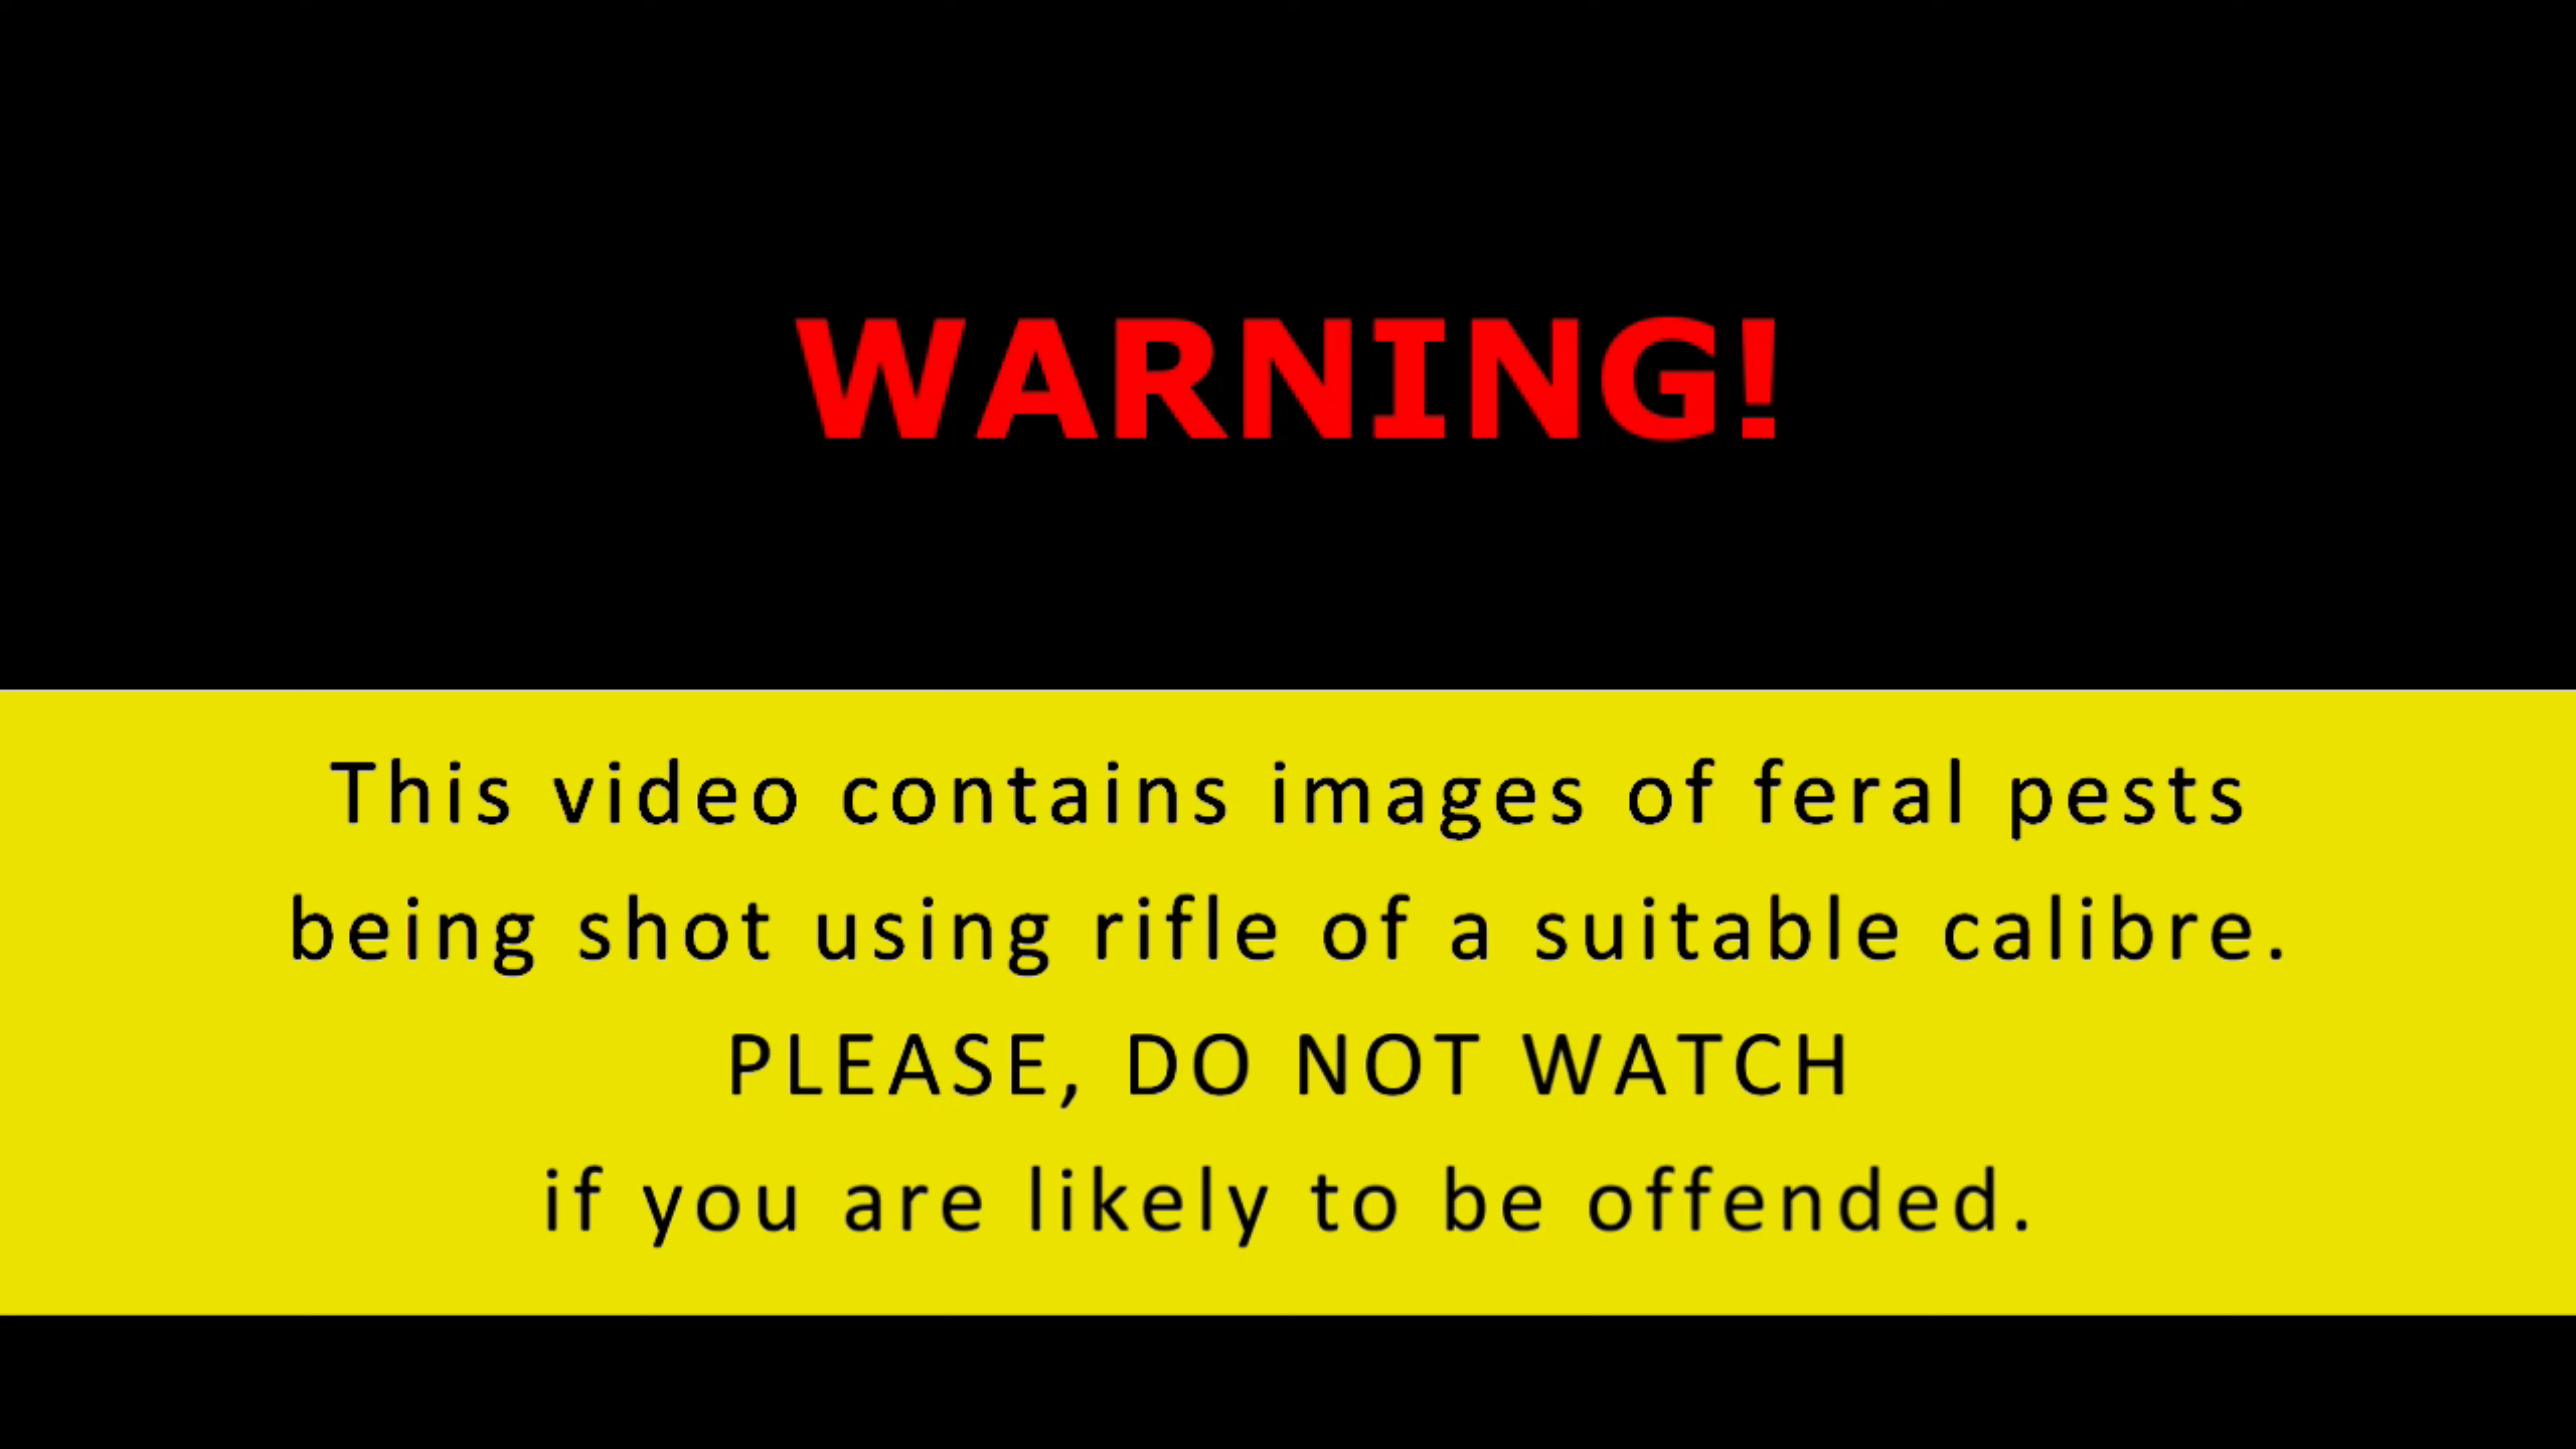 WARNING!
This video contains images of feral pests
being shot using rifle of a suitable calibre.
PLEASE, DO NOT WATCH
if you are likely to be offended.